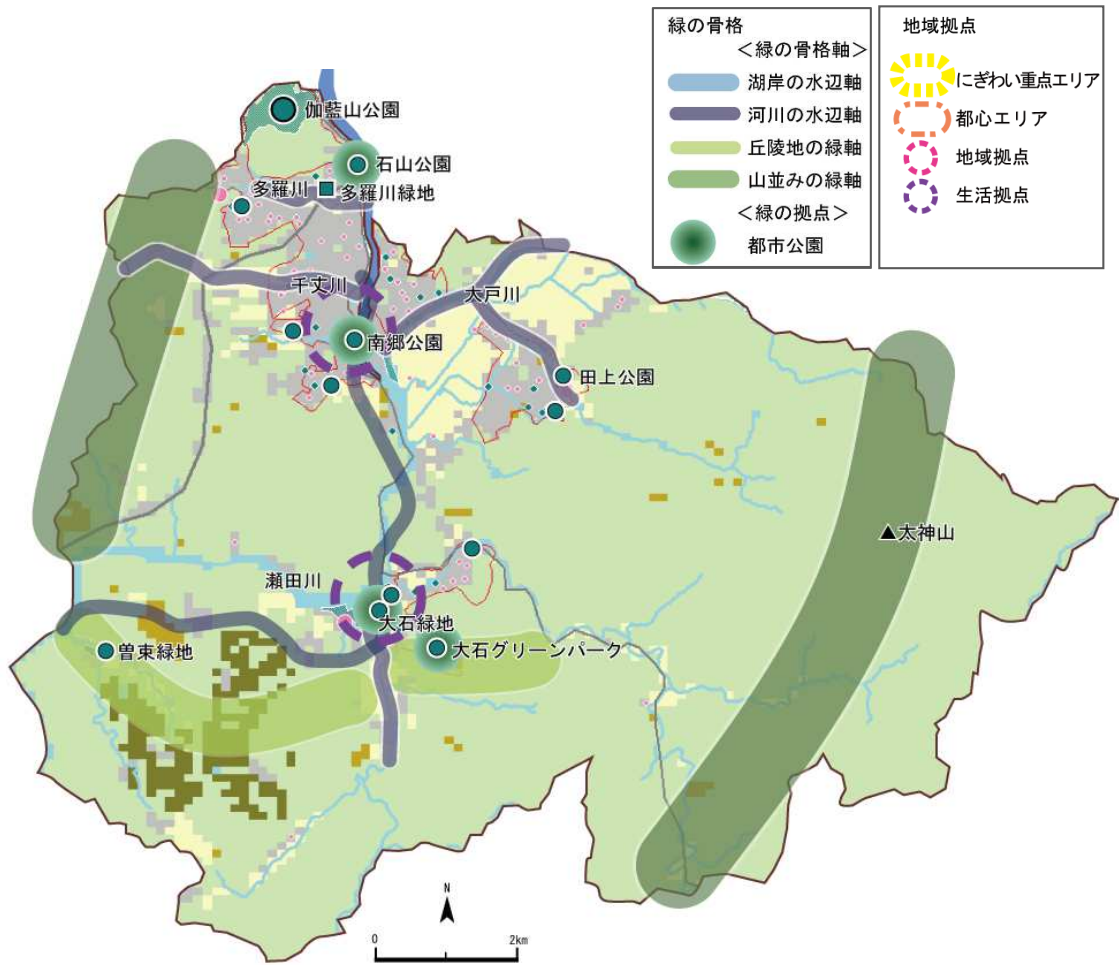 緑の骨格
＜緑の骨格軸＞
湖岸の水辺軸
河川の水辺軸
丘陵地の緑軸
山並みの緑軸
＜緑の拠点＞
都市公園
地域拠点
にぎわい重点エリア
都心エリア
地域拠点
生活拠点
伽藍山公園
石山公園
多羅川
多羅川緑地
千丈川
大戸川
南郷公園
田上公園
太神山
瀬田川
大石緑地
曽束緑地
大石グリーンパーク
N
0
2km